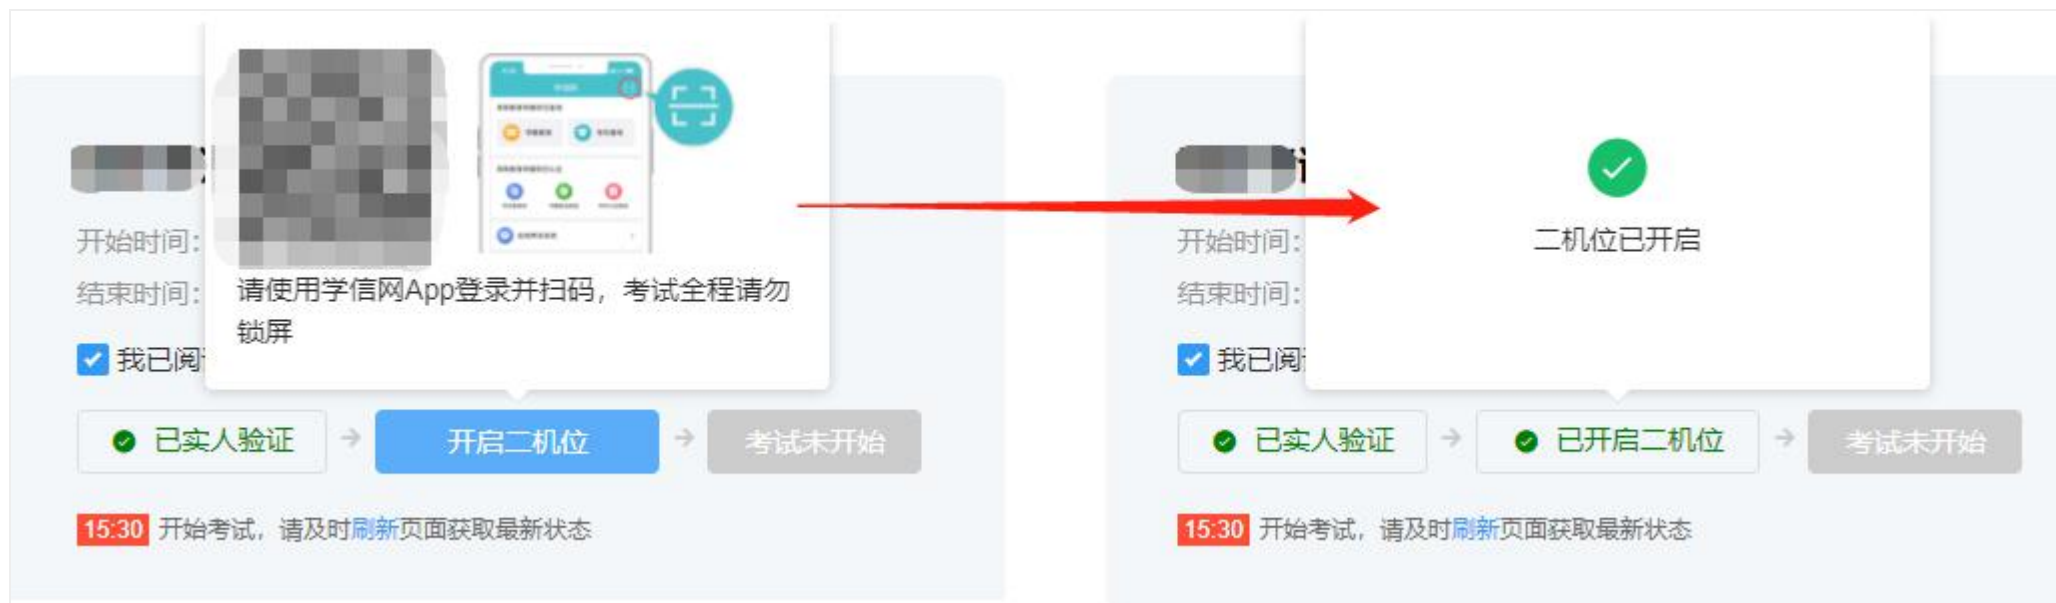 开始时间：
结束时间：
请使用学信网App登录并扫码，考试全程请勿
锁屏
我已阅
已实人验证
开启二机位
考试未开始
15:30 开始考试，请及时刷新页面获取最新状态
二机位已开启
开始时间：
结束时间：
我已阅
已实人验证
已开启二机位
考试未开始
15:30 开始考试，请及时刷新页面获取最新状态